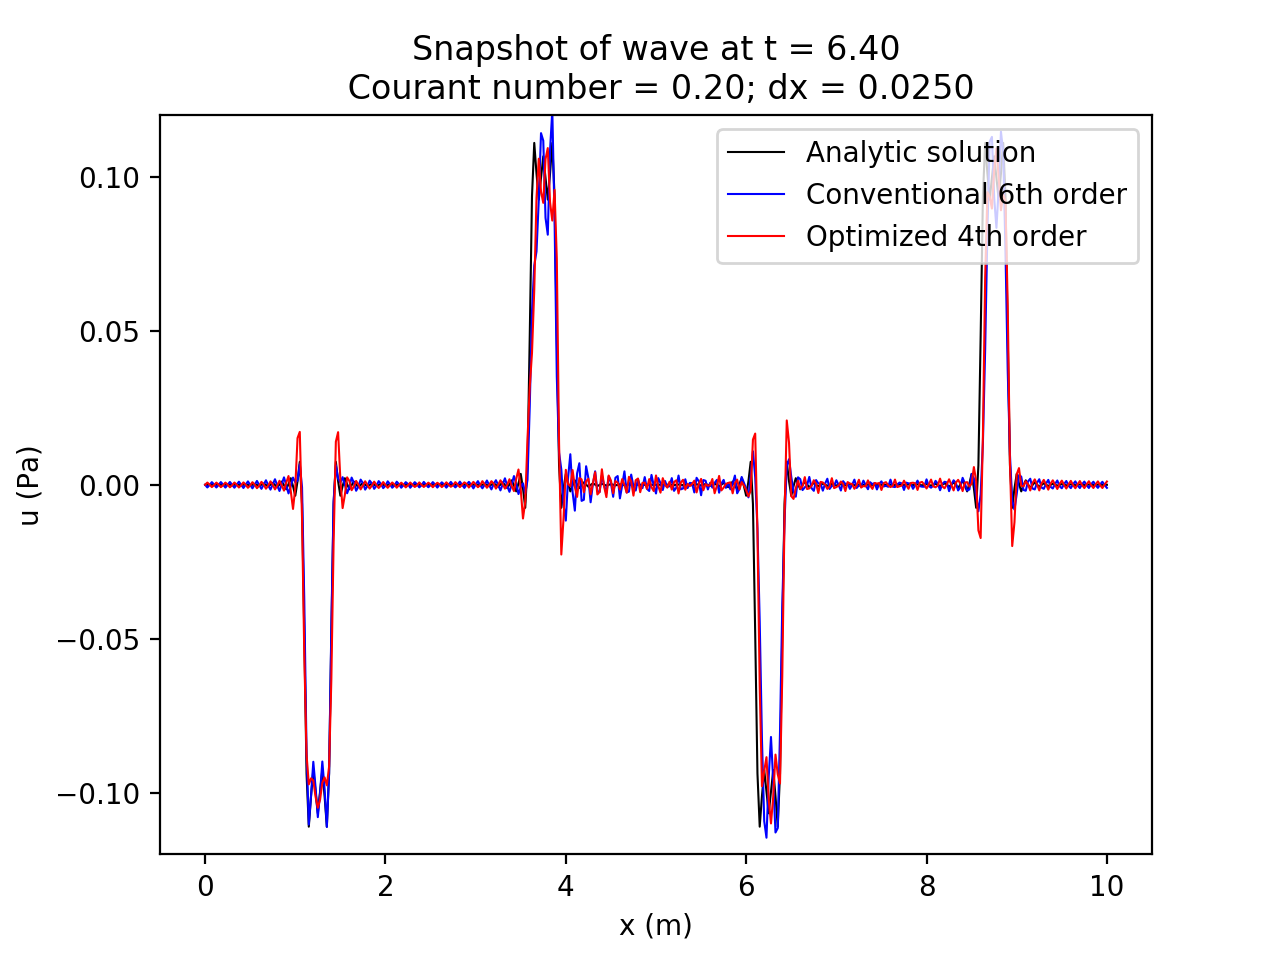 Snapshot of wave at t = 6.40
Courant number = 0.20; dx = 0.0250
Analytic solution
Conventional 6th order
Optimized 4th order
0.10
0.05
0.00
−0.05
−0.10
u (Pa)
0 2 4 6 8 10
x (m)